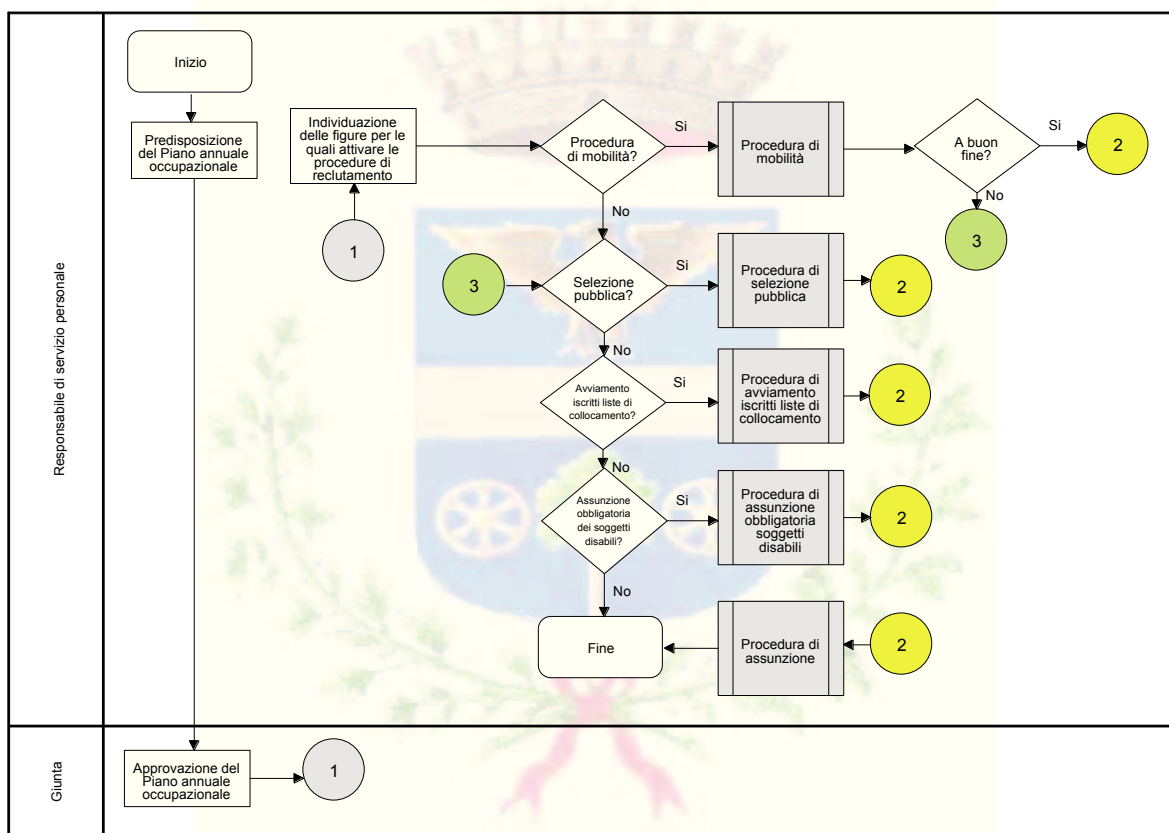 Responsabile di servizio personale
Inizio
Predisposizione
del Piano annuale
occupazionale
Individuazione
delle figure per le
quali attivare le
procedure di
reclutamento
1
Procedura
di mobilità?
Si
Procedura di
mobilità
A buon
fine?
Si
2
No
3
No
3
Selezione
pubblica?
Si
Procedura di
selezione
pubblica
2
No
Avviamento
iscritti liste di
collocamento?
Si
Procedura di
avviamento
iscritti liste di
collocamento
2
No
Assunzione
obbligatoria
dei soggetti
disabili?
Si
Procedura di
assunzione
obbligatoria
soggetti
disabili
2
No
Fine
Procedura di
assunzione
2
Giunta
Approvazione del
Piano annuale
occupazionale
1